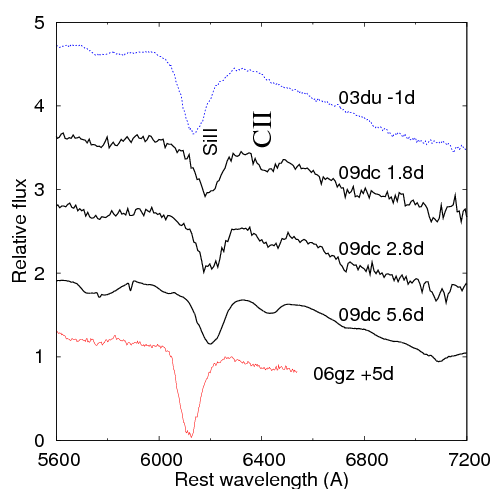 5
4
3
2
1
0
Relative flux
03du -1d
SiII
CII
09dc 1.8d
09dc 2.8d
09dc 5.6d
06gz +5d
5600 6000 6400 6800 7200
Rest wavelength (A)